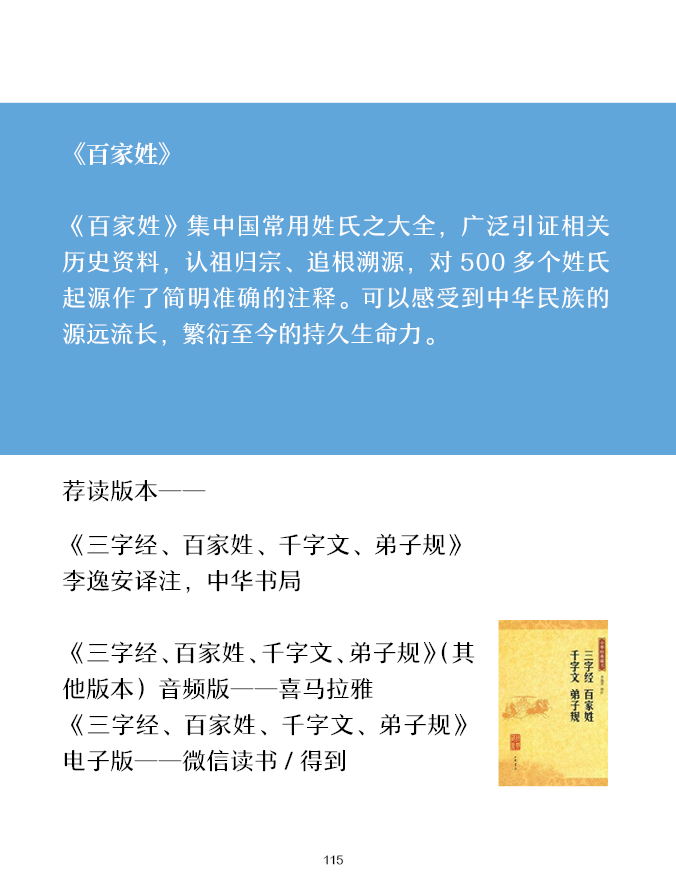 《百家姓》
《百家姓》集中国常用姓氏之大全，广泛引证相关
历史资料，认祖归宗、追根溯源，对 500 多个姓氏
起源作了简明准确的注释。可以感受到中华民族的
源远流长，繁衍至今的持久生命力。
荐读版本——
《三字经、百家姓、千字文、弟子规》
李逸安译注，中华书局
《三字经、百家姓、千字文、弟子规》（其
他版本）音频版——喜马拉雅
《三字经、百家姓、千字文、弟子规》
电子版——微信读书 / 得到
三字经 百家姓
千字文 弟子规
115